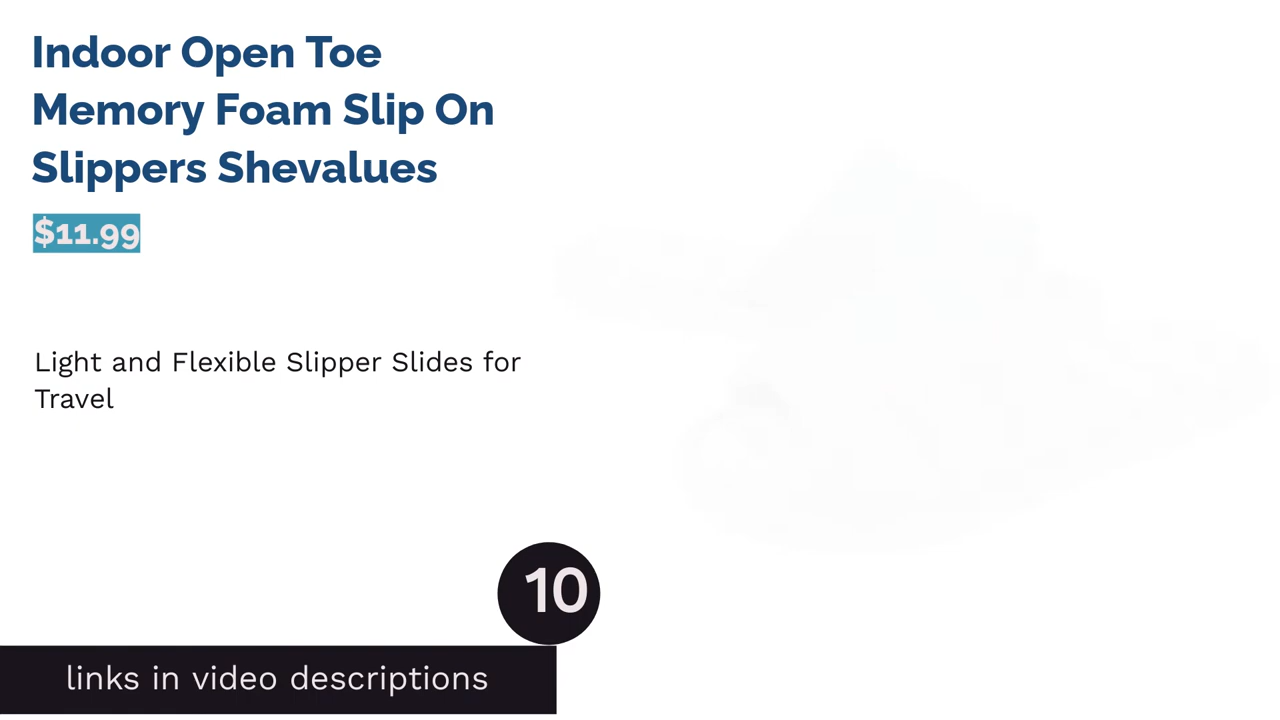 Indoor Open Toe
Memory Foam Slip On
Slippers Shevalues
$11.99
Light and Flexible Slipper Slides for
Travel
10
links in video descriptions